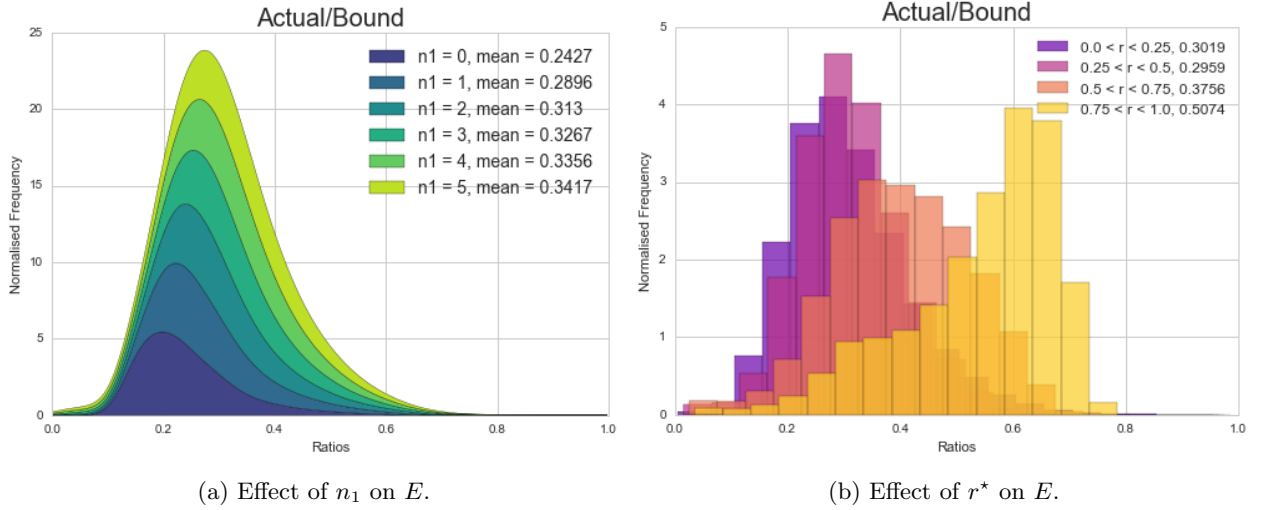 Actual/Bound
25
20
15
10
5
0
0.0 0.2 0.4 0.6 0.8 1.0
Normalised Frequency
Ratios
n1 = 0, mean = 0.2427
n1 = 1, mean = 0.2896
n1 = 2, mean = 0.313
n1 = 3, mean = 0.3267
n1 = 4, mean = 0.3356
n1 = 5, mean = 0.3417
(a) Effect of n₁ on E.
Actual/Bound
5
4
3
2
1
0
0.0 0.2 0.4 0.6 0.8 1.0
Normalised Frequency
Ratios
0.0 < r < 0.25, 0.3019
0.25 < r < 0.5, 0.2959
0.5 < r < 0.75, 0.3756
0.75 < r < 1.0, 0.5074
(b) Effect of r⋆ on E.